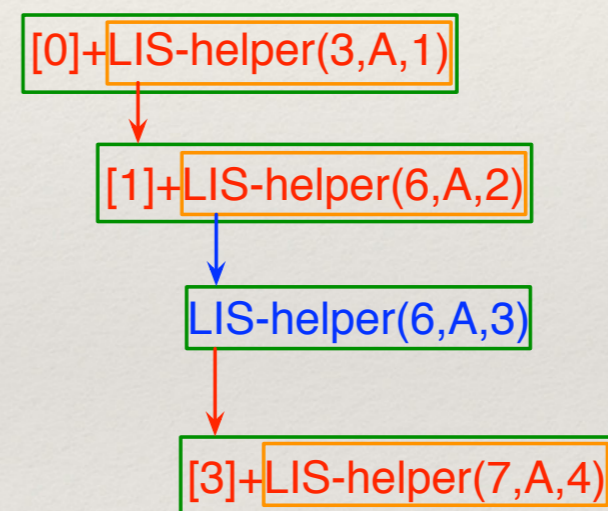 [0]+LIS-helper(3,A,1)
[1]+LIS-helper(6,A,2)
LIS-helper(6,A,3)
[3]+LIS-helper(7,A,4)